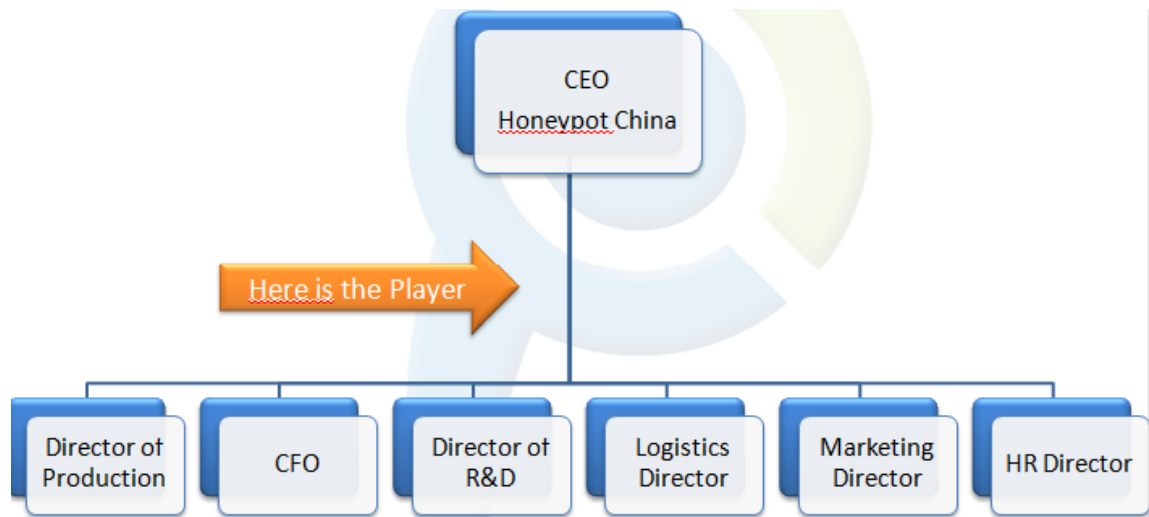 CEO
Honeypot China
Here is the Player
Director of
Production
CFO
Director of
R&D
Logistics
Director
Marketing
Director
HR Director